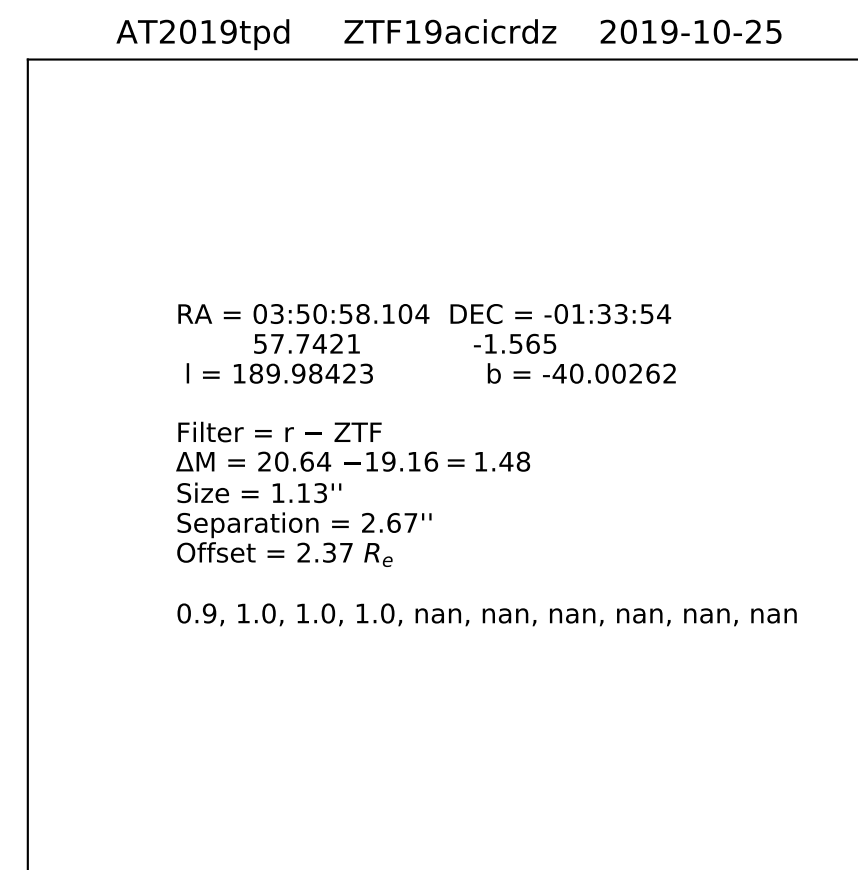 AT2019tpd ZTF19acicrdz 2019-10-25
RA = 03:50:58.104 DEC = -01:33:54
57.7421 -1.565
l = 189.98423 b = -40.00262
Filter = r − ZTF
ΔM = 20.64 −19.16 = 1.48
Size = 1.13''
Separation = 2.67''
Offset = 2.37 Re
0.9, 1.0, 1.0, 1.0, nan, nan, nan, nan, nan, nan